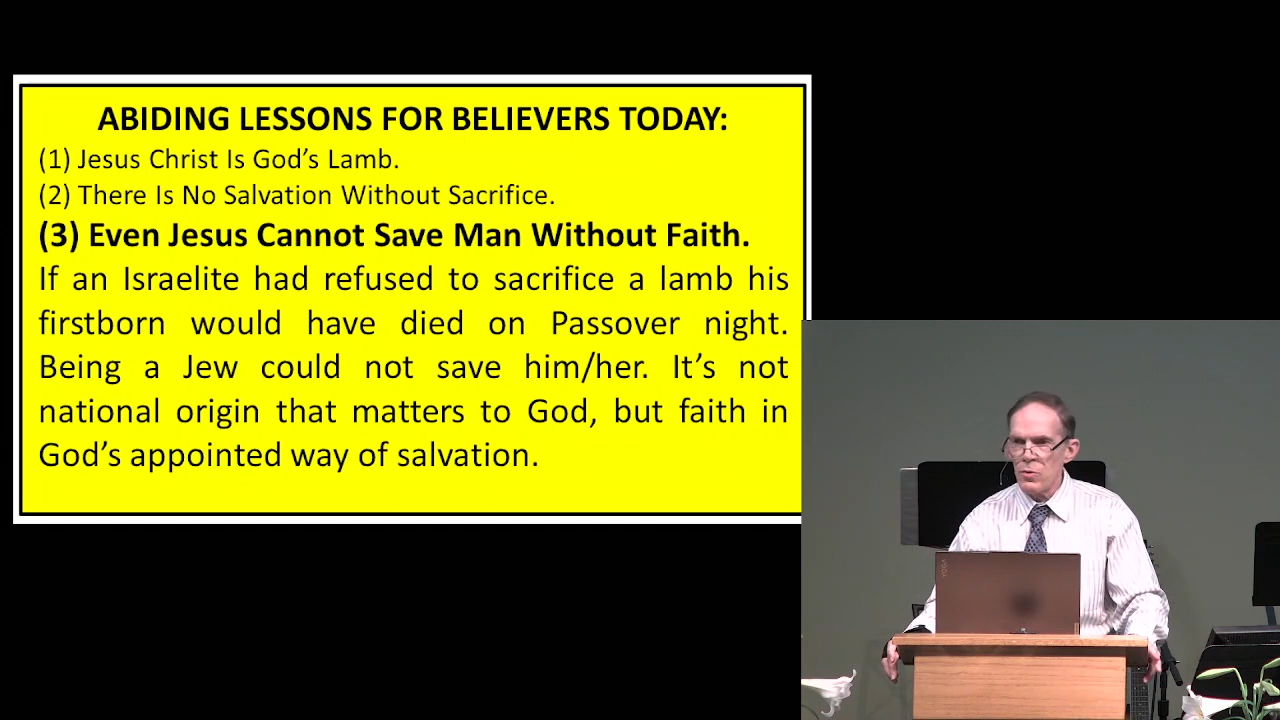 ABIDING LESSONS FOR BELIEVERS TODAY:
(1) Jesus Christ Is God’s Lamb.
(2) There Is No Salvation Without Sacrifice.
(3) Even Jesus Cannot Save Man Without Faith.
If an Israelite had refused to sacrifice a lamb his
firstborn would have died on Passover night.
Being a Jew could not save him/her. It’s not
national origin that matters to God, but faith in
God’s appointed way of salvation.
YOGA